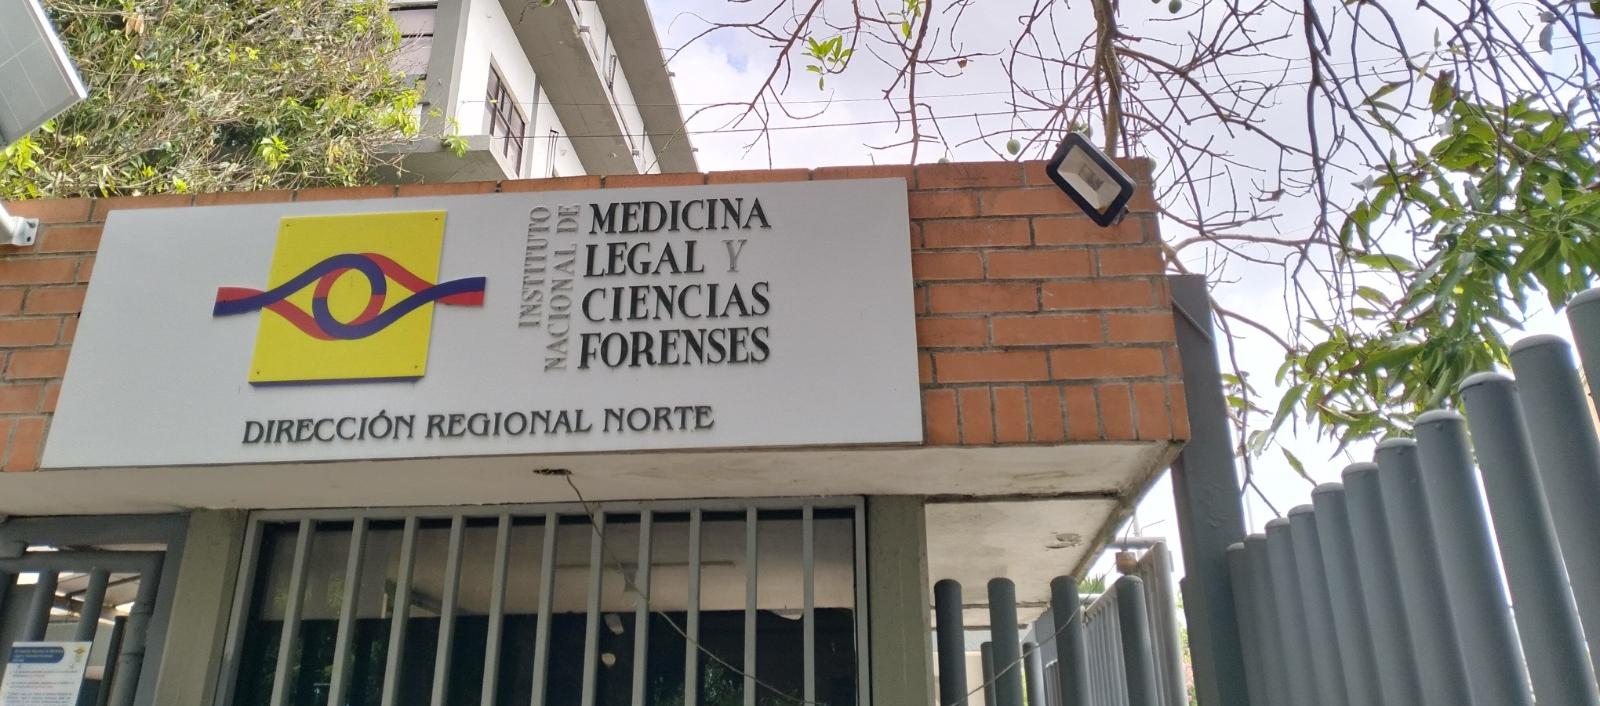 INSTITUTO
NACIONAL DE
MEDICINA
LEGAL Y
CIENCIAS
FORENSES
DIRECCIÓN REGIONAL NORTE